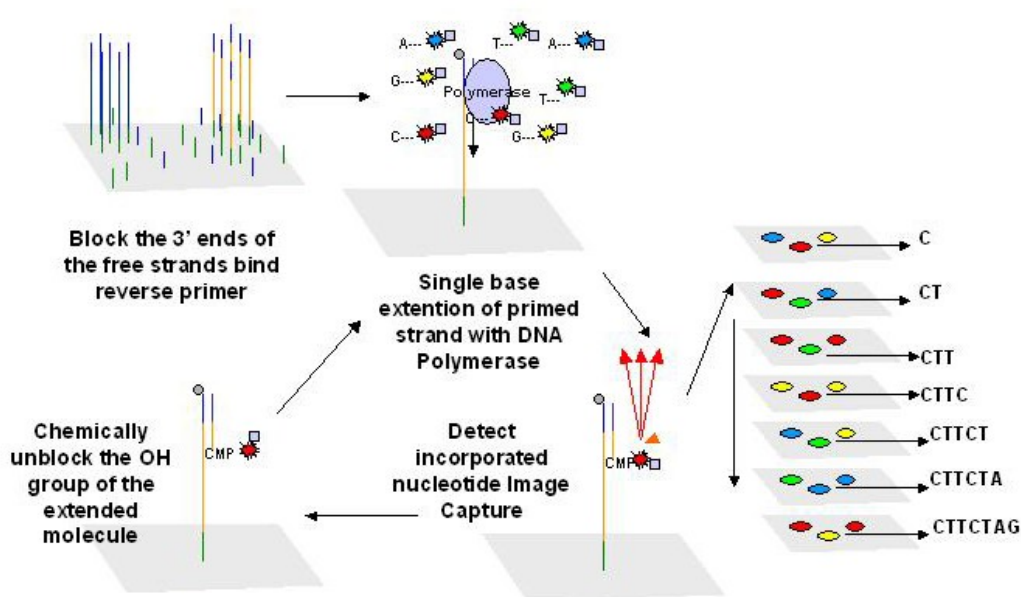 A---
T---
A---
G---
Polymerase
C---
T---
C---
G---
Block the 3' ends of
the free strands bind
reverse primer
Single base
extention of primed
strand with DNA
Polymerase
C
CT
CTT
CTTC
CTTCT
CTTCTA
CTTCTAG
Chemically
unblock the OH
group of the
extended
molecule
CMP
Detect
incorporated
nucleotide Image
Capture
CMP